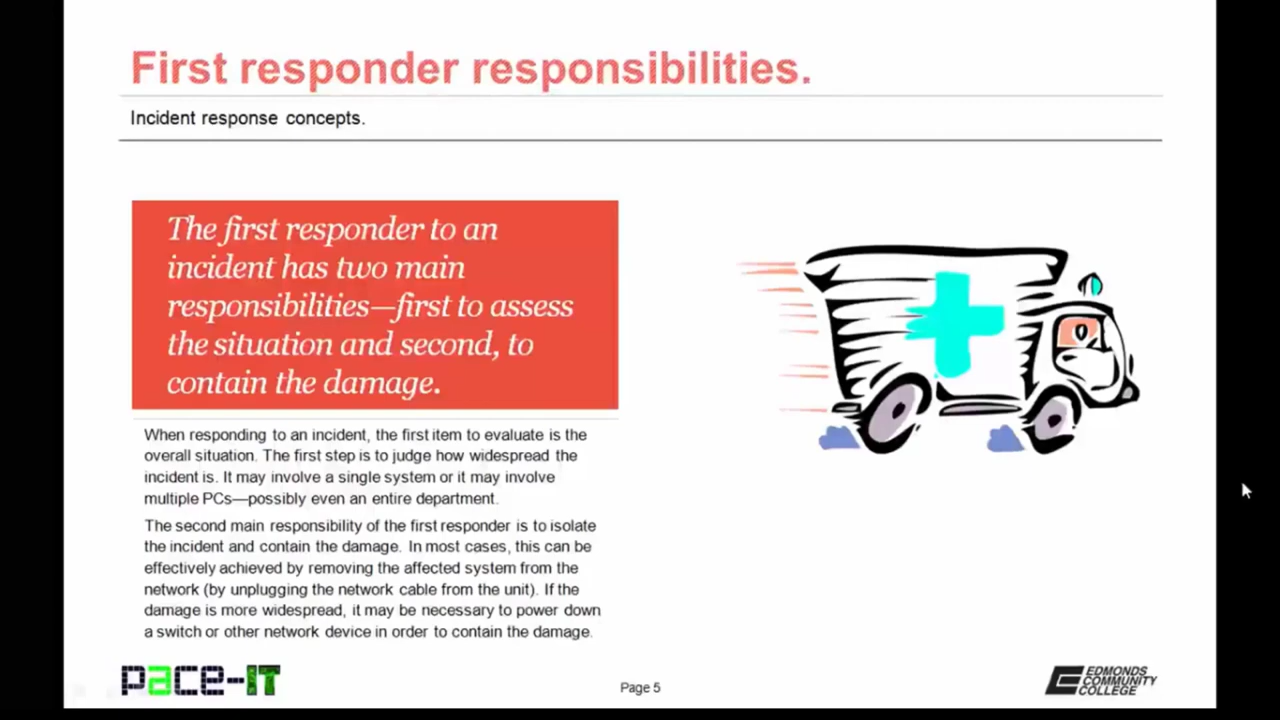 First responder responsibilities.
Incident response concepts.
The first responder to an
incident has two main
responsibilities—first to assess
the situation and second, to
contain the damage.
When responding to an incident, the first item to evaluate is the
overall situation. The first step is to judge how widespread the
incident is. It may involve a single system or it may involve
multiple PCs—possibly even an entire department.
The second main responsibility of the first responder is to isolate
the incident and contain the damage. In most cases, this can be
effectively achieved by removing the affected system from the
network (by unplugging the network cable from the unit). If the
damage is more widespread, it may be necessary to power down
a switch or other network device in order to contain the damage.
pace-IT
Page 5
EDMONDS
COMMUNITY
COLLEGE